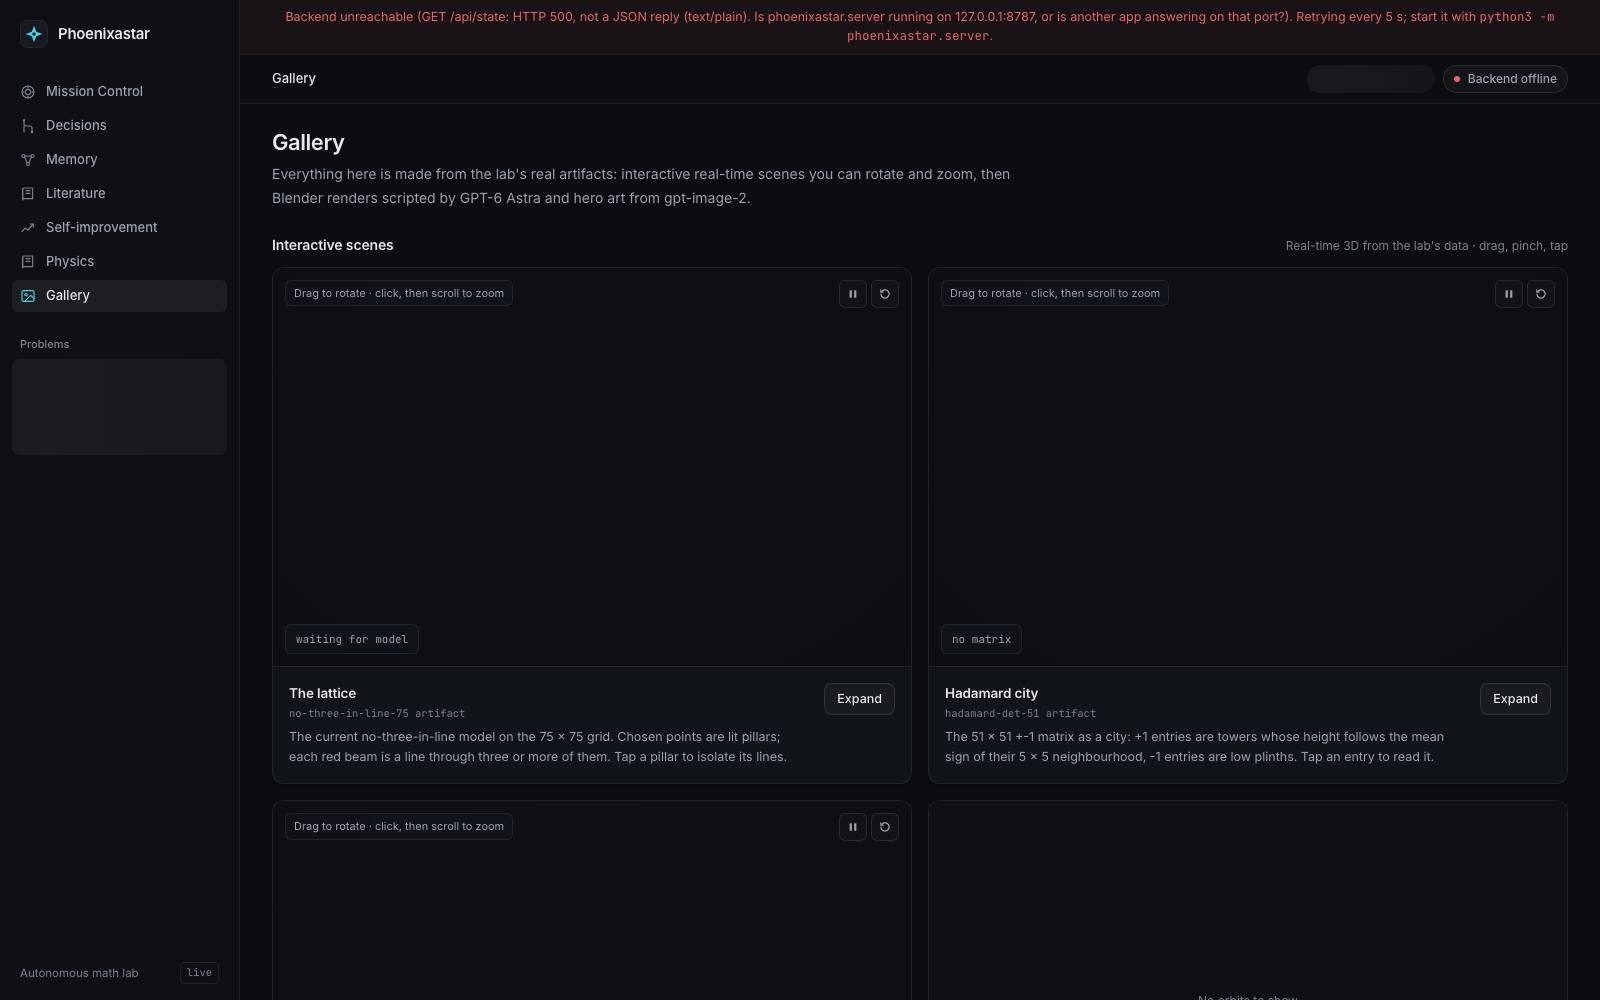 Phoenixastar
Mission Control
Decisions
Memory
Literature
Self-improvement
Physics
Gallery
Problems
Autonomous math lab
live
Backend unreachable (GET /api/state: HTTP 500, not a JSON reply (text/plain). Is phoenixastar.server running on 127.0.0.1:8787, or is another app answering on that port?). Retrying every 5 s; start it with python3 -m
phoenixastar.server.
Gallery
Backend offline
Gallery
Everything here is made from the lab's real artifacts: interactive real-time scenes you can rotate and zoom, then
Blender renders scripted by GPT-6 Astra and hero art from gpt-image-2.
Interactive scenes
Real-time 3D from the lab's data · drag, pinch, tap
Drag to rotate · click, then scroll to zoom
waiting for model
The lattice
Expand
no-three-in-line-75 artifact
The current no-three-in-line model on the 75 × 75 grid. Chosen points are lit pillars;
each red beam is a line through three or more of them. Tap a pillar to isolate its lines.
Drag to rotate · click, then scroll to zoom
no matrix
Hadamard city
Expand
hadamard-det-51 artifact
The 51 × 51 +-1 matrix as a city: +1 entries are towers whose height follows the mean
sign of their 5 × 5 neighbourhood, -1 entries are low plinths. Tap an entry to read it.
Drag to rotate · click, then scroll to zoom
No orbits to show